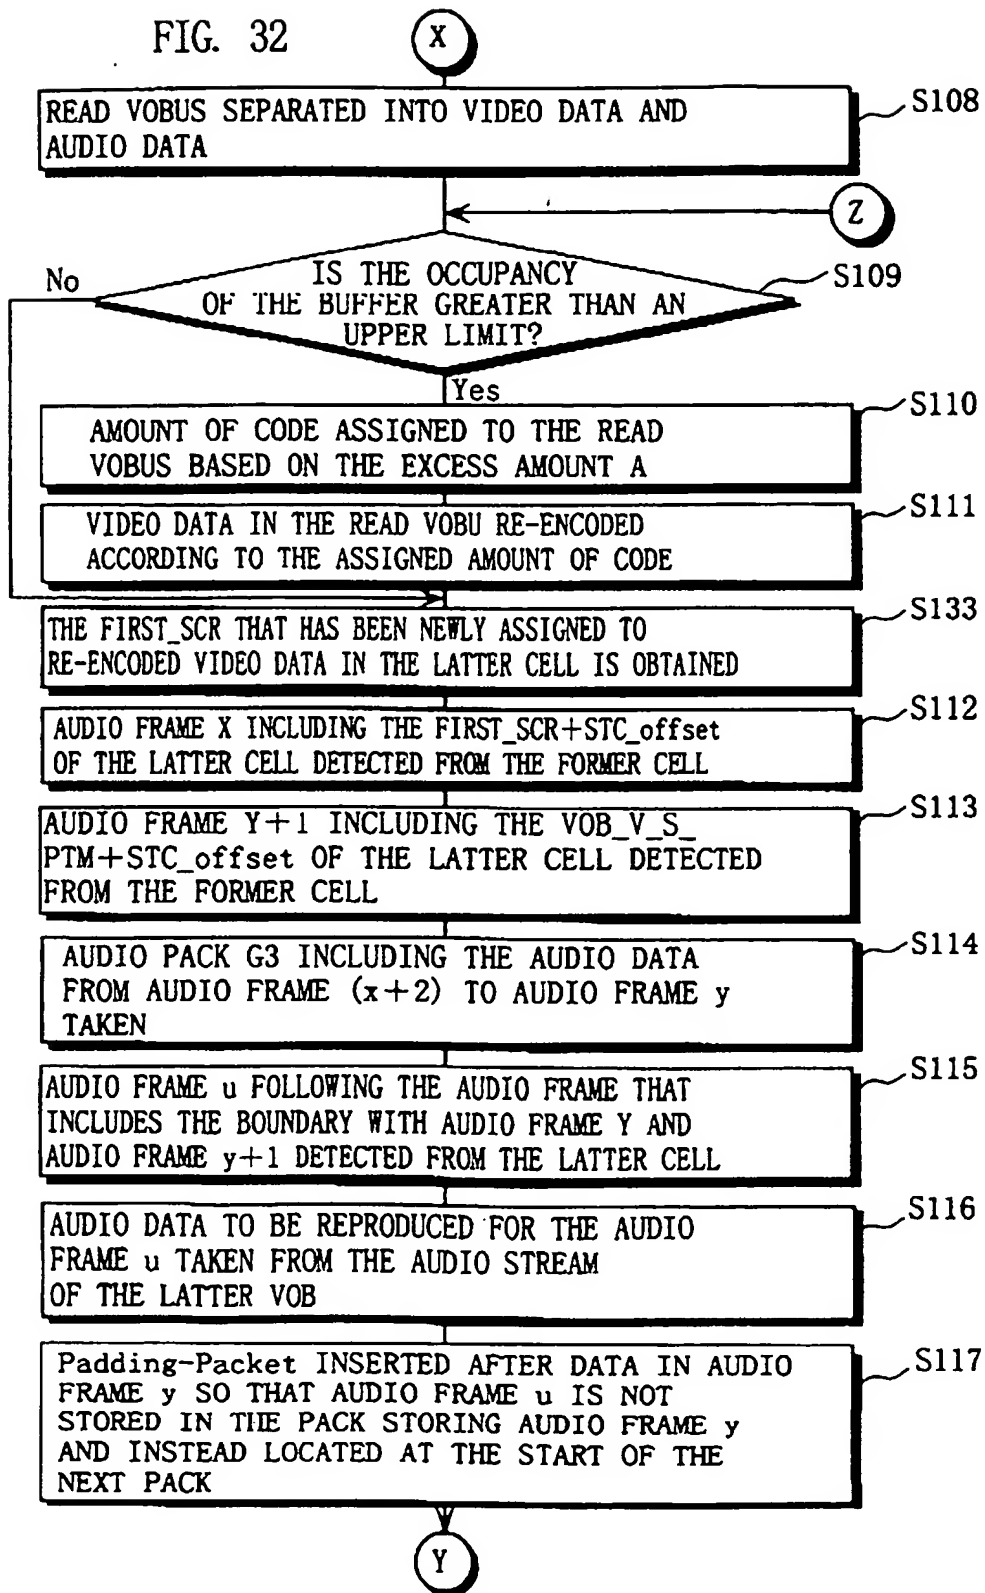 FIG. 32
X
READ VOBUS SEPARATED INTO VIDEO DATA AND
AUDIO DATA
S108
Z
No
IS THE OCCUPANCY
OF THE BUFFER GREATER THAN AN
UPPER LIMIT?
S109
Yes
AMOUNT OF CODE ASSIGNED TO THE READ
VOBUS BASED ON THE EXCESS AMOUNT A
S110
VIDEO DATA IN THE READ VOBU RE-ENCODED
ACCORDING TO THE ASSIGNED AMOUNT OF CODE
S111
THE FIRST_SCR THAT HAS BEEN NEWLY ASSIGNED TO
RE-ENCODED VIDEO DATA IN THE LATTER CELL IS OBTAINED
S133
AUDIO FRAME X INCLUDING THE FIRST_SCR+STC_offset
OF THE LATTER CELL DETECTED FROM THE FORMER CELL
S112
AUDIO FRAME Y+1 INCLUDING THE VOB_V_S_
PTM+STC_offset OF THE LATTER CELL DETECTED
FROM THE FORMER CELL
S113
AUDIO PACK G3 INCLUDING THE AUDIO DATA
FROM AUDIO FRAME (x+2) TO AUDIO FRAME y
TAKEN
S114
AUDIO FRAME u FOLLOWING THE AUDIO FRAME THAT
INCLUDES THE BOUNDARY WITH AUDIO FRAME Y AND
AUDIO FRAME y+1 DETECTED FROM THE LATTER CELL
S115
AUDIO DATA TO BE REPRODUCED FOR THE AUDIO
FRAME u TAKEN FROM THE AUDIO STREAM
OF THE LATTER VOB
S116
Padding-Packet INSERTED AFTER DATA IN AUDIO
FRAME y SO THAT AUDIO FRAME u IS NOT
STORED IN THE PACK STORING AUDIO FRAME y
AND INSTEAD LOCATED AT THE START OF THE
NEXT PACK
S117
Y